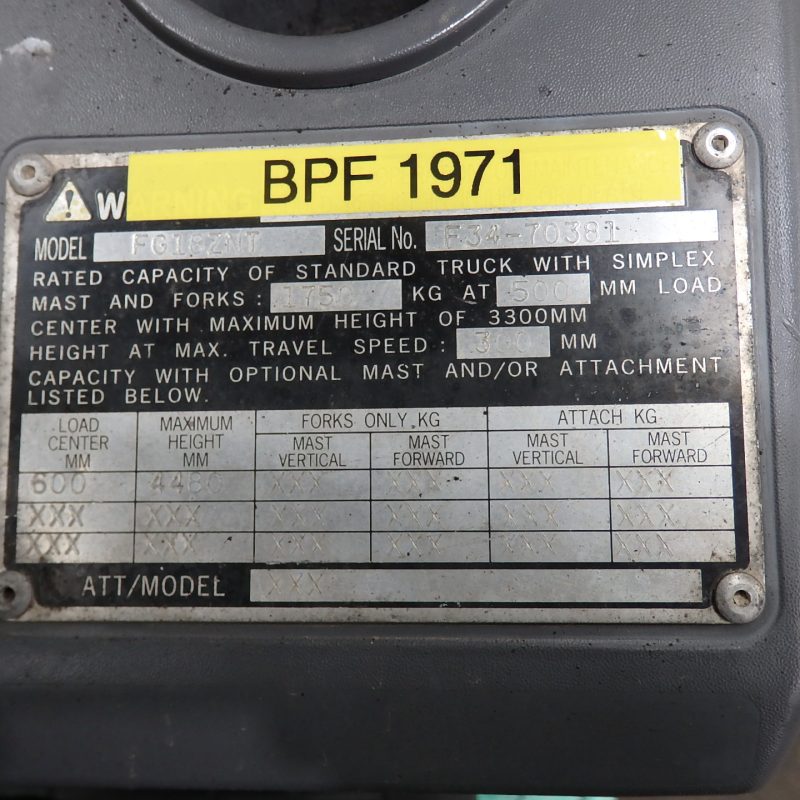 BPF 1971
WARNING
MODEL FG18ZNT SERIAL No. F34-70381
RATED CAPACITY OF STANDARD TRUCK WITH SIMPLEX
MAST AND FORKS : 1750 KG AT 500 MM LOAD
CENTER WITH MAXIMUM HEIGHT OF 3300MM
HEIGHT AT MAX. TRAVEL SPEED : 300 MM
CAPACITY WITH OPTIONAL MAST AND/OR ATTACHMENT
LISTED BELOW.
LOAD CENTER MM MAXIMUM HEIGHT MM FORKS ONLY KG ATTACH KG
MAST VERTICAL MAST FORWARD MAST VERTICAL MAST FORWARD
600 4480 XXX XXX XXX XXX
XXX XXX XXX XXX XXX XXX
XXX XXX XXX XXX XXX XXX
ATT/MODEL XXX